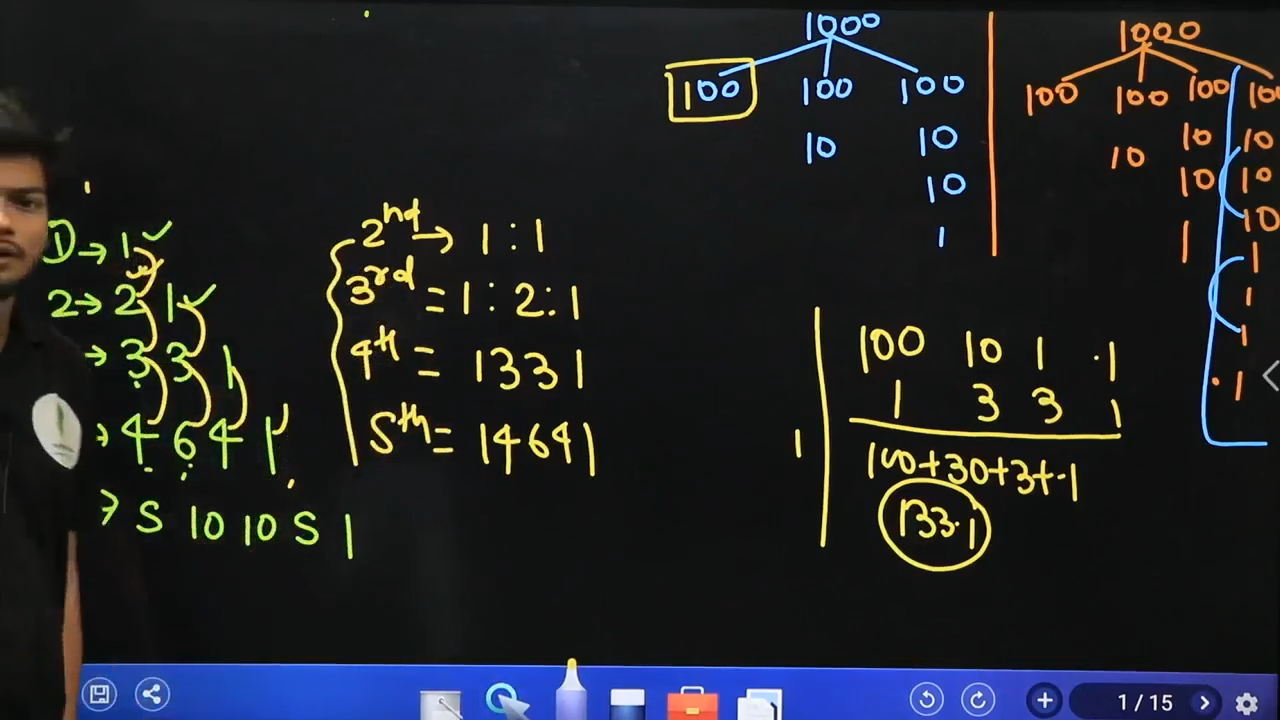 1) → 1
2 → 2 1
→ 3 3 1
→ 4 6 4 1
→ 5 10 10 5 1
2nd → 1 : 1
3rd = 1 : 2 : 1
4th = 1331
5th = 14641
1000
100 100 100
10 10
10
1
1000
100 100 100 100
10 10 10
10 10
10
1 1
1
1
.1
100 10 1 .1
1 3 3 1
1
100+30+3+.1
133.1
1 / 15